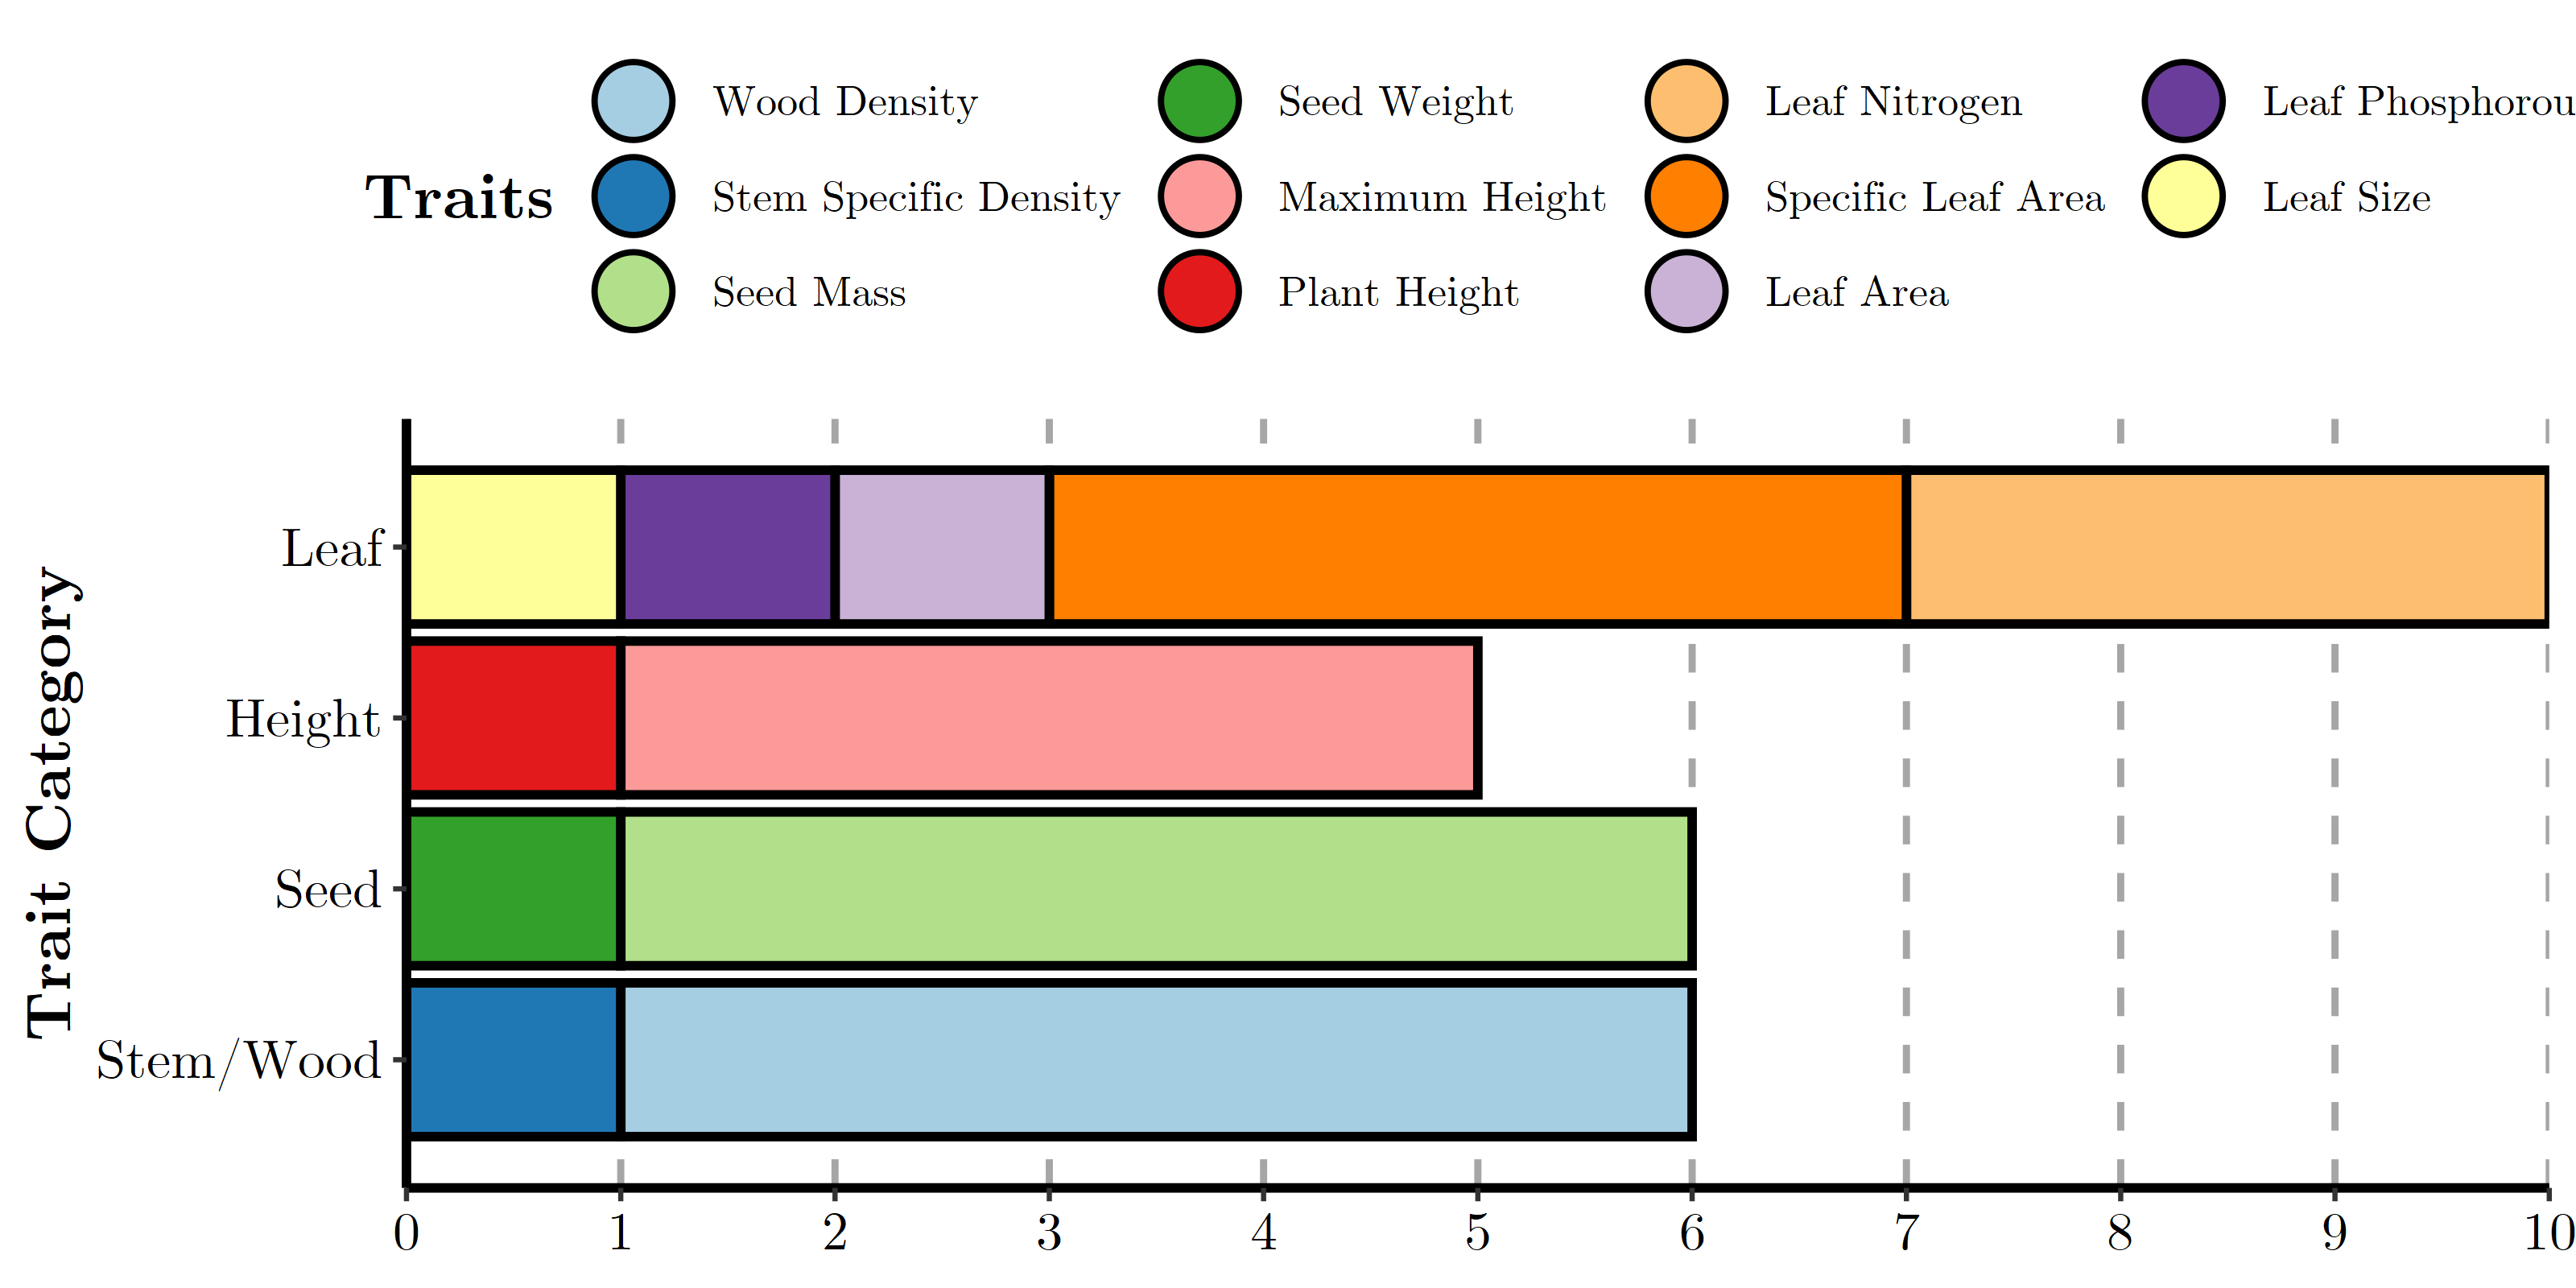 Wood Density
Seed Weight
Leaf Nitrogen
Leaf Phosphorou
Traits
Stem Specific Density
Maximum Height
Specific Leaf Area
Leaf Size
Seed Mass
Plant Height
Leaf Area
Trait Category
Leaf
Height
Seed
Stem/Wood
0 1 2 3 4 5 6 7 8 9 10